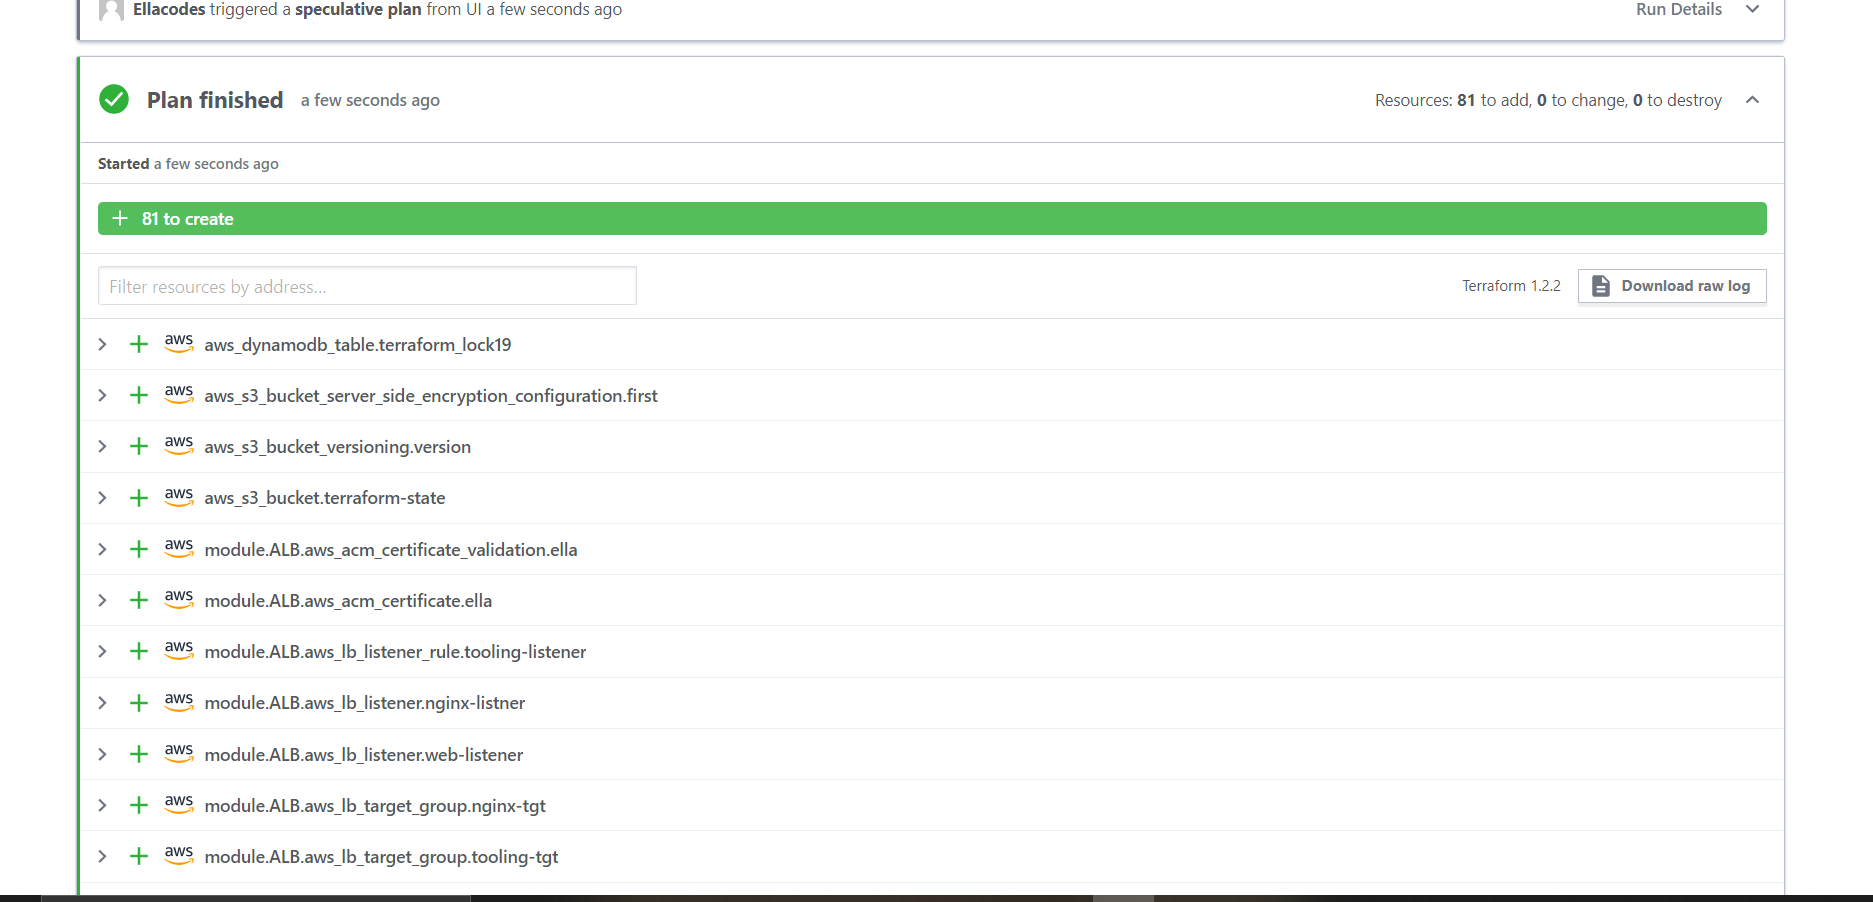 Ellacodes triggered a speculative plan from UI a few seconds ago Run Details
Plan finished a few seconds ago Resources: 81 to add, 0 to change, 0 to destroy
Started a few seconds ago
81 to create
Filter resources by address... Terraform 1.2.2 Download raw log
aws aws_dynamodb_table.terraform_lock19
aws aws_s3_bucket_server_side_encryption_configuration.first
aws aws_s3_bucket_versioning.version
aws aws_s3_bucket.terraform-state
aws module.ALB.aws_acm_certificate_validation.ella
aws module.ALB.aws_acm_certificate.ella
aws module.ALB.aws_lb_listener_rule.tooling-listener
aws module.ALB.aws_lb_listener.nginx-listner
aws module.ALB.aws_lb_listener.web-listener
aws module.ALB.aws_lb_target_group.nginx-tgt
aws module.ALB.aws_lb_target_group.tooling-tgt